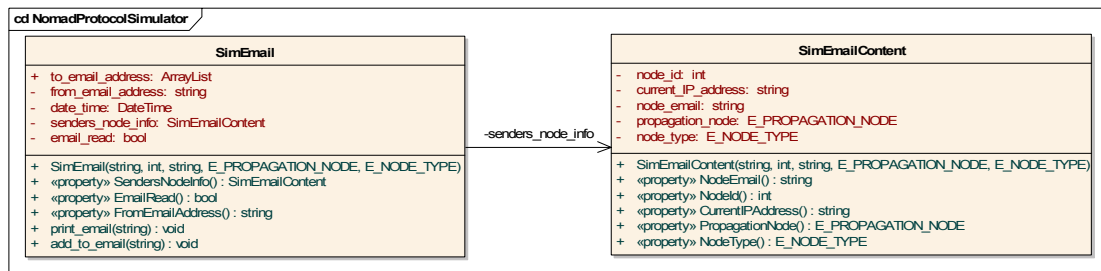 cd NomadProtocolSimulator
SimEmail
+ to_email_address: ArrayList
- from_email_address: string
- date_time: DateTime
- senders_node_info: SimEmailContent
- email_read: bool
+ SimEmail(string, int, string, E_PROPAGATION_NODE, E_NODE_TYPE)
+ «property» SendersNodeInfo() : SimEmailContent
+ «property» EmailRead() : bool
+ «property» FromEmailAddress() : string
+ print_email(string) : void
+ add_to_email(string) : void
-senders_node_info
SimEmailContent
- node_id: int
- current_IP_address: string
- node_email: string
- propagation_node: E_PROPAGATION_NODE
- node_type: E_NODE_TYPE
+ SimEmailContent(string, int, string, E_PROPAGATION_NODE, E_NODE_TYPE)
+ «property» NodeEmail() : string
+ «property» NodeId() : int
+ «property» CurrentIPAddress() : string
+ «property» PropagationNode() : E_PROPAGATION_NODE
+ «property» NodeType() : E_NODE_TYPE